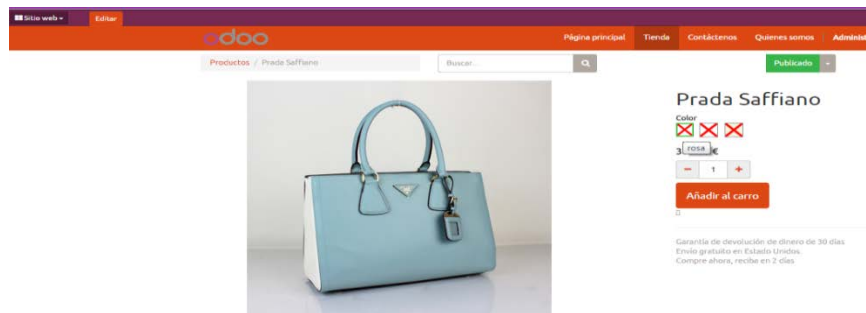 Sitio web
Editar
odoo
Página principal
Tienda
Contáctenos
Quienes somos
Productos / Prada Saffiano
Buscar...
Publicado
Prada Saffiano
Color
rosa
€
1
Añadir al carro
Garantía de devolución de dinero de 30 días
Envío gratuito en Estado Unidos.
Compre ahora, recibe en 2 días